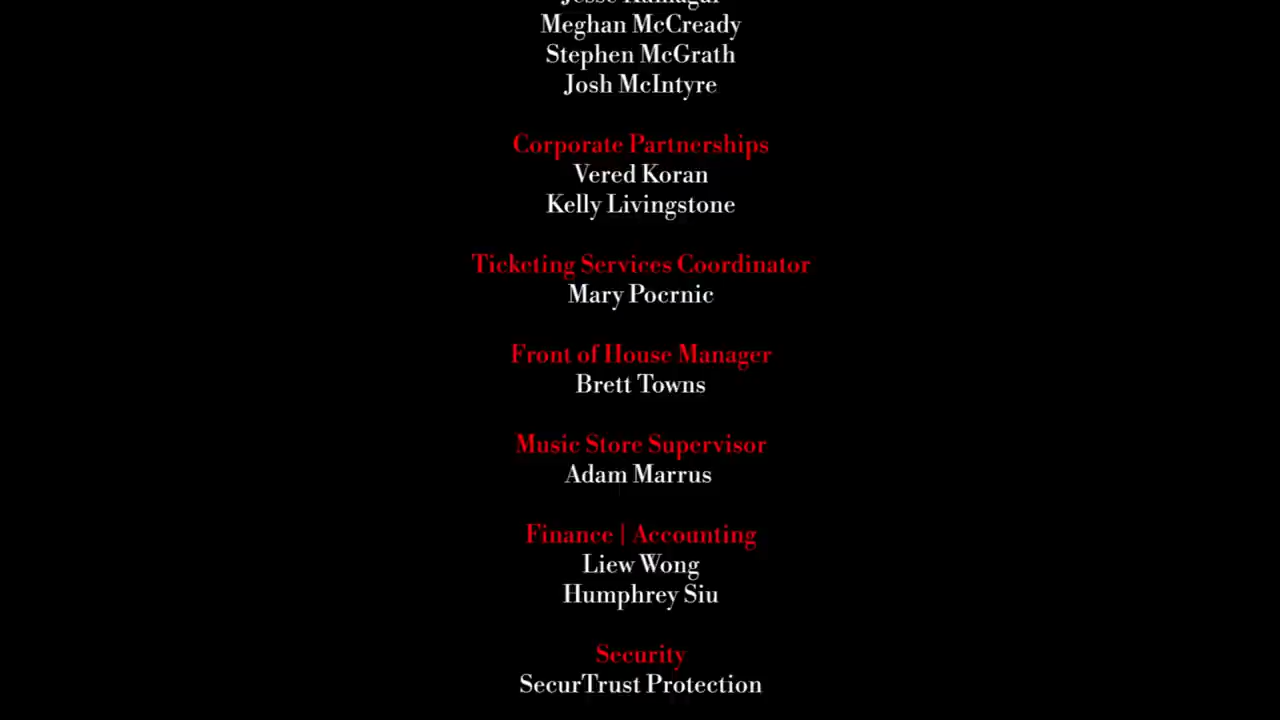 Meghan McCready
Stephen McGrath
Josh McIntyre
Corporate Partnerships
Vered Koran
Kelly Livingstone
Ticketing Services Coordinator
Mary Pocrnic
Front of House Manager
Brett Towns
Music Store Supervisor
Adam Marrus
Finance | Accounting
Liew Wong
Humphrey Siu
Security
SecurTrust Protection